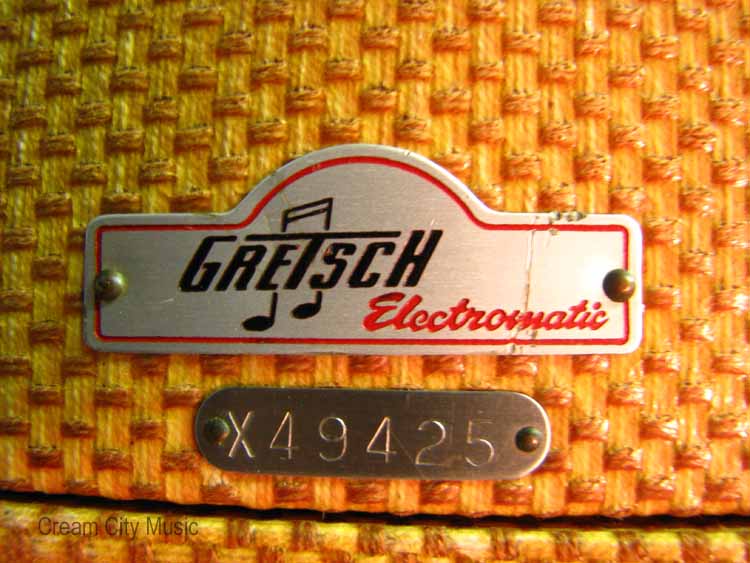 GRETSCH
Electromatic
X49425
Cream City Music